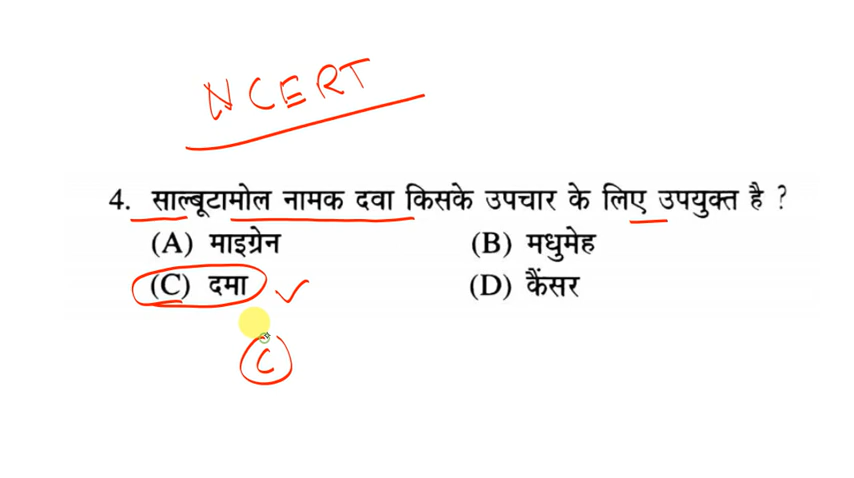 NCERT
4. साल्बूटामोल नामक दवा किसके उपचार के लिए उपयुक्त है ?
(A) माइग्रेन (B) मधुमेह
(C) दमा (D) कैंसर
C